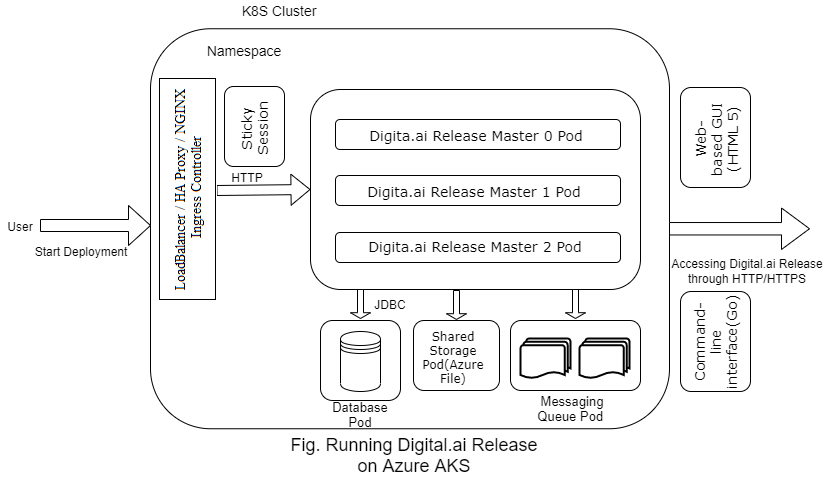 K8S Cluster
Namespace
User
Start Deployment
LoadBalancer / HA Proxy / NGINX
Ingress Controller
Sticky
Session
HTTP
Digita.ai Release Master 0 Pod
Digita.ai Release Master 1 Pod
Digita.ai Release Master 2 Pod
JDBC
Database
Pod
Shared
Storage
Pod(Azure
File)
Messaging
Queue Pod
Web-
based GUI
(HTML 5)
Accessing Digital.ai Release
through HTTP/HTTPS
Command-
line
interface(Go)
Fig. Running Digital.ai Release
on Azure AKS